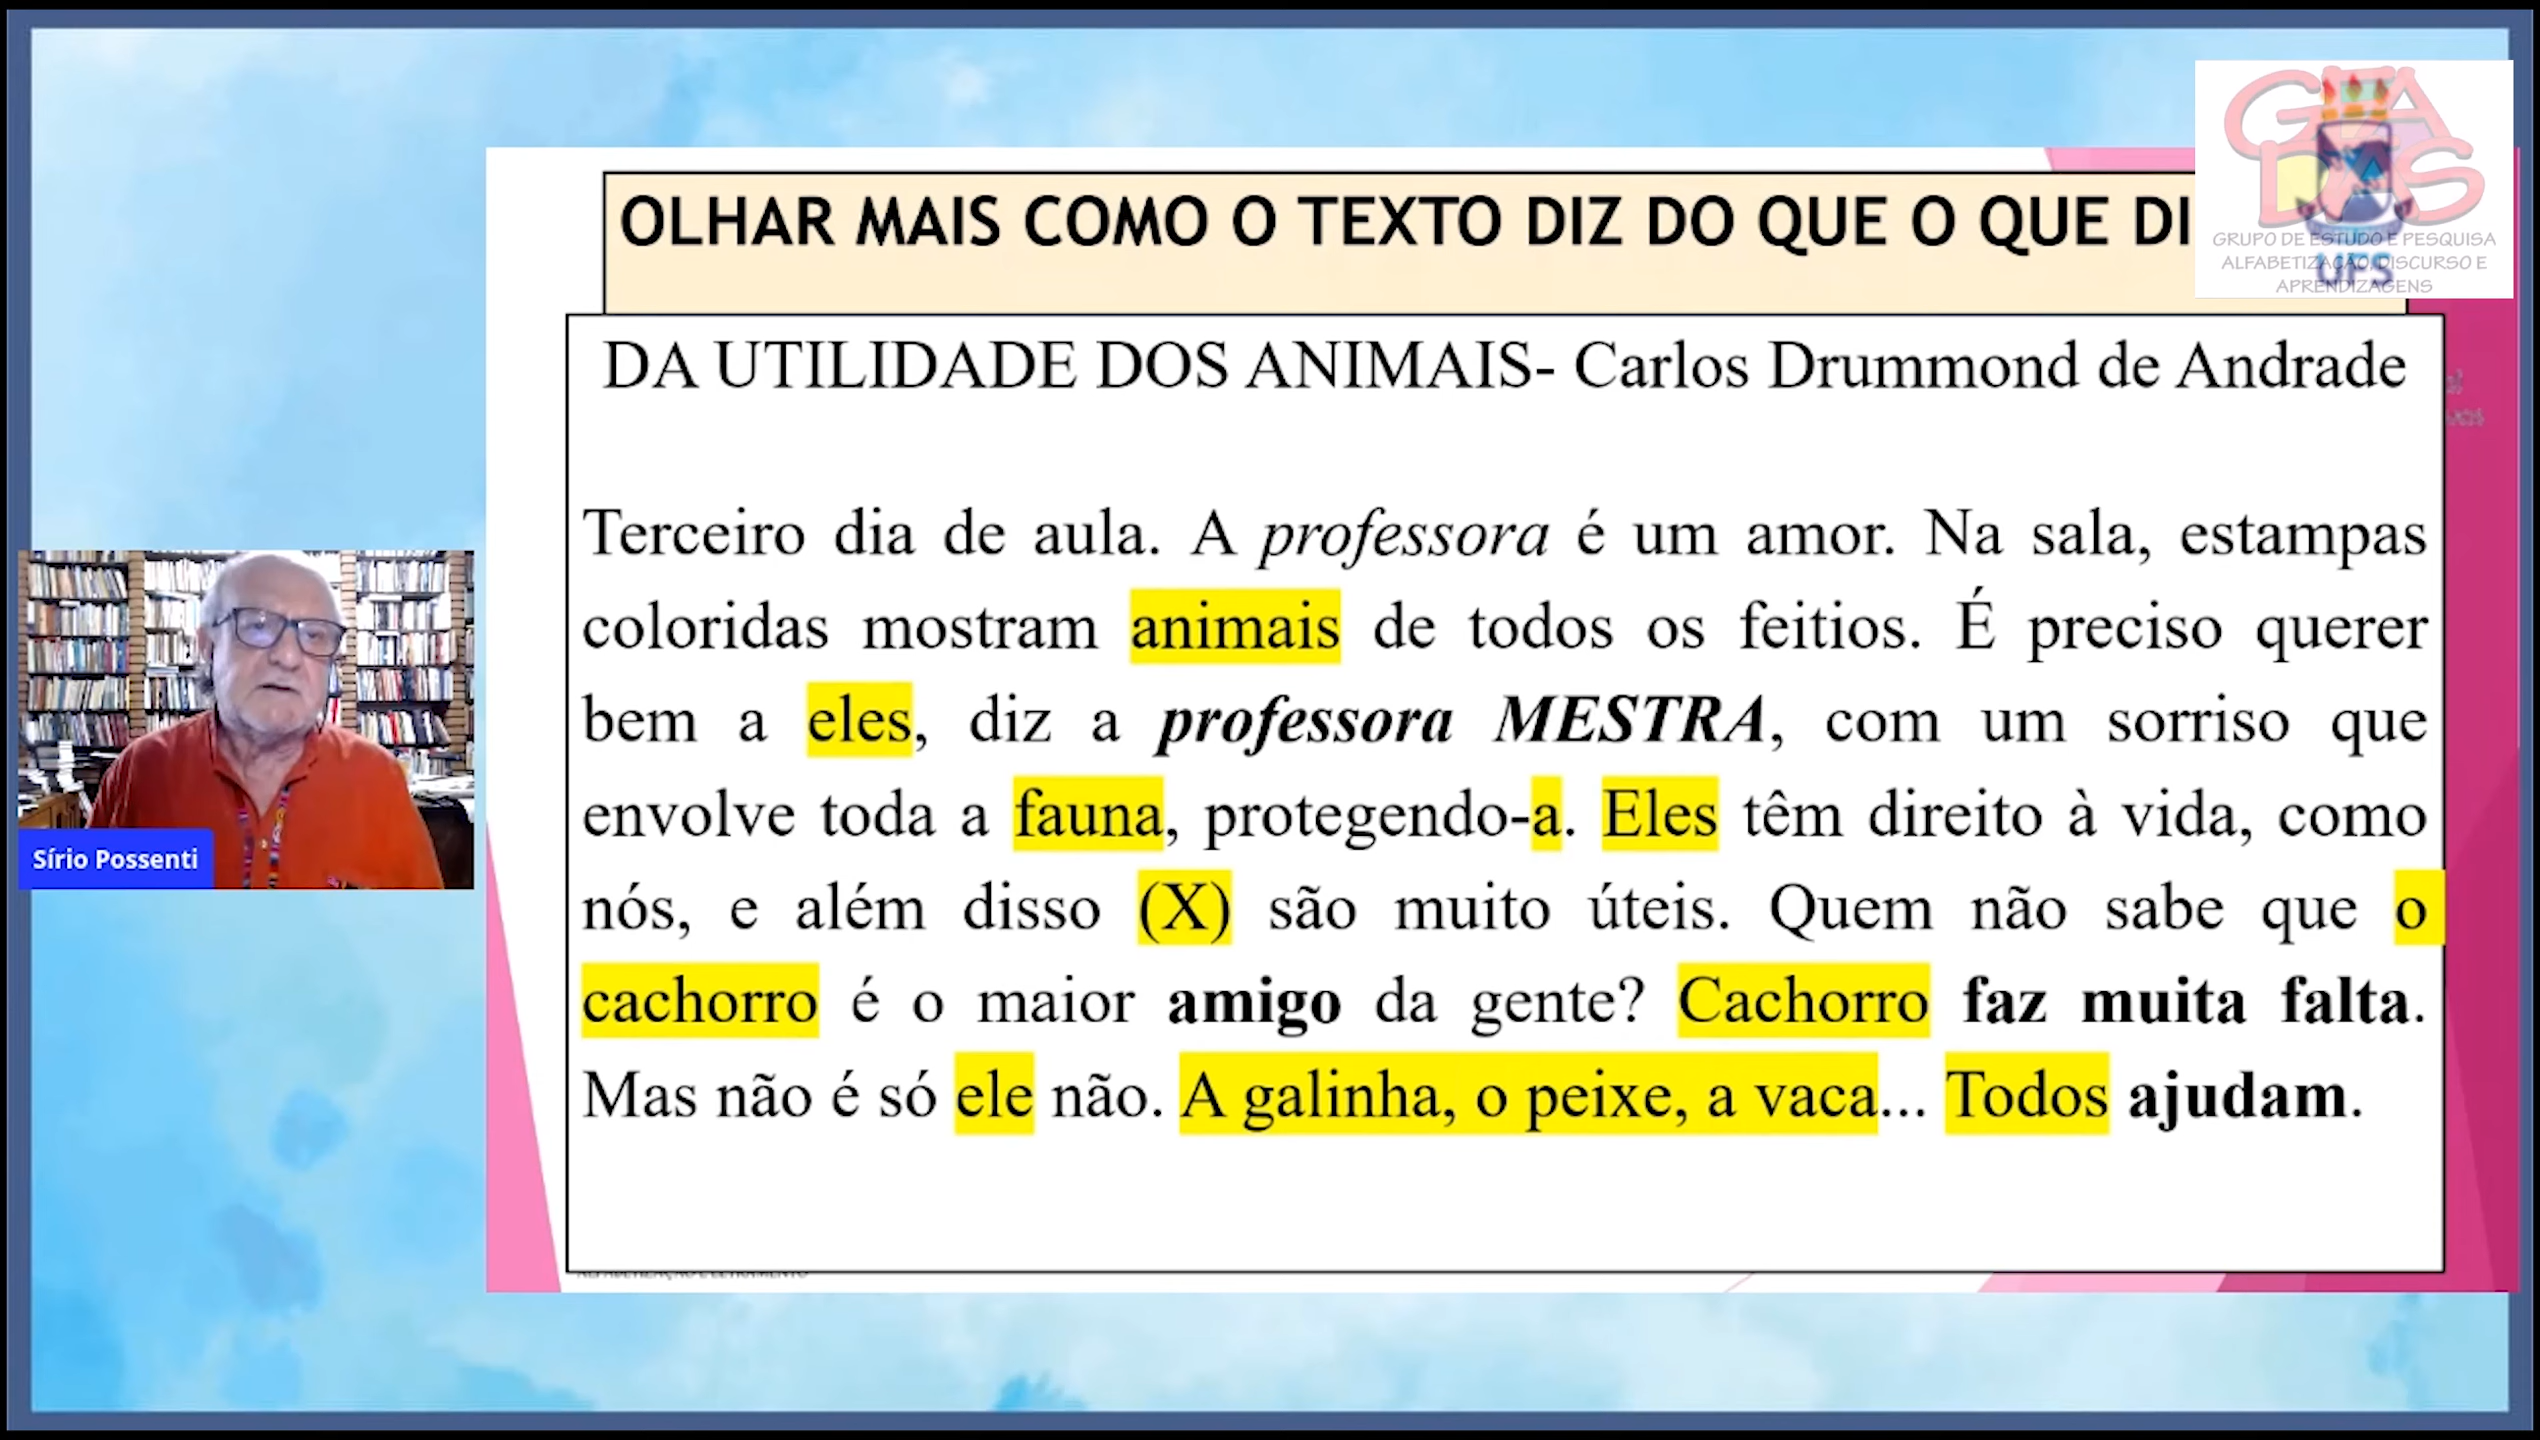 OLHAR MAIS COMO O TEXTO DIZ DO QUE O QUE DI
GRUPO DE ESTUDO E PESQUISA
ALFABETIZAÇÃO, DISCURSO E
APRENDIZAGENS
UFS
DA UTILIDADE DOS ANIMAIS- Carlos Drummond de Andrade
Terceiro dia de aula. A professora é um amor. Na sala, estampas
coloridas mostram animais de todos os feitios. É preciso querer
bem a eles, diz a professora MESTRA, com um sorriso que
envolve toda a fauna, protegendo-a. Eles têm direito à vida, como
nós, e além disso (X) são muito úteis. Quem não sabe que o
cachorro é o maior amigo da gente? Cachorro faz muita falta.
Mas não é só ele não. A galinha, o peixe, a vaca... Todos ajudam.
Sírio Possenti